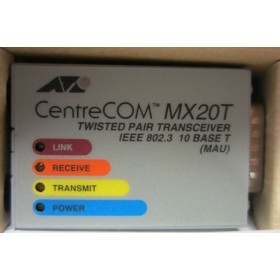 CentreCOM™ MX20T
TWISTED PAIR TRANSCEIVER
IEEE 802.3 10 BASE T
(MAU)
LINK
RECEIVE
TRANSMIT
POWER